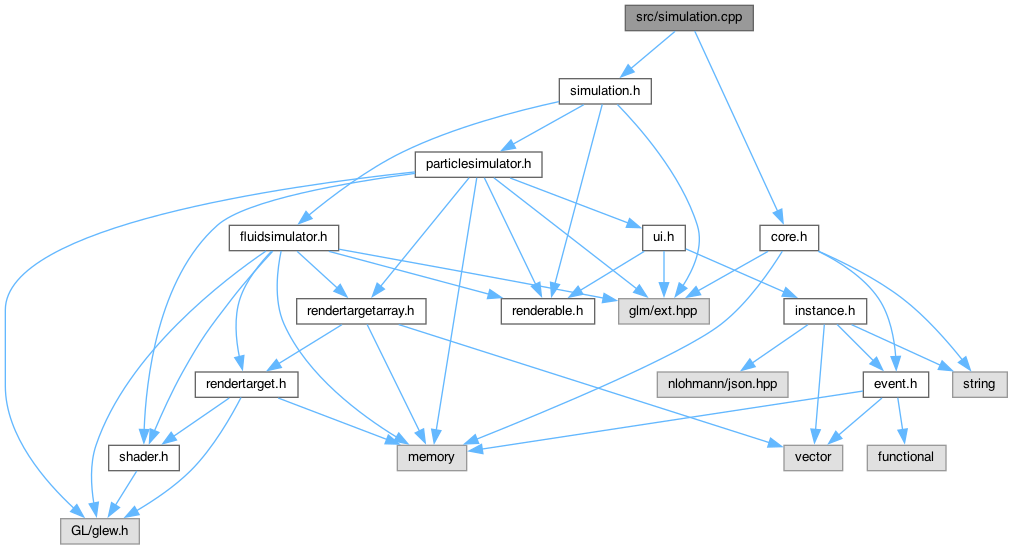 src/simulation.cpp
simulation.h
particlesimulator.h
fluidsimulator.h
ui.h
core.h
rendertargetarray.h
renderable.h
glm/ext.hpp
instance.h
rendertarget.h
nlohmann/json.hpp
event.h
string
shader.h
memory
vector
functional
GL/glew.h